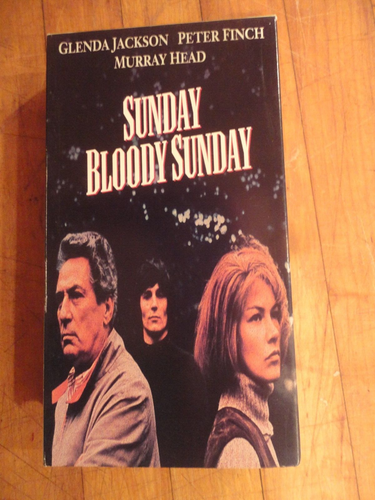 GLENDA JACKSON PETER FINCH
MURRAY HEAD
SUNDAY
BLOODY SUNDAY